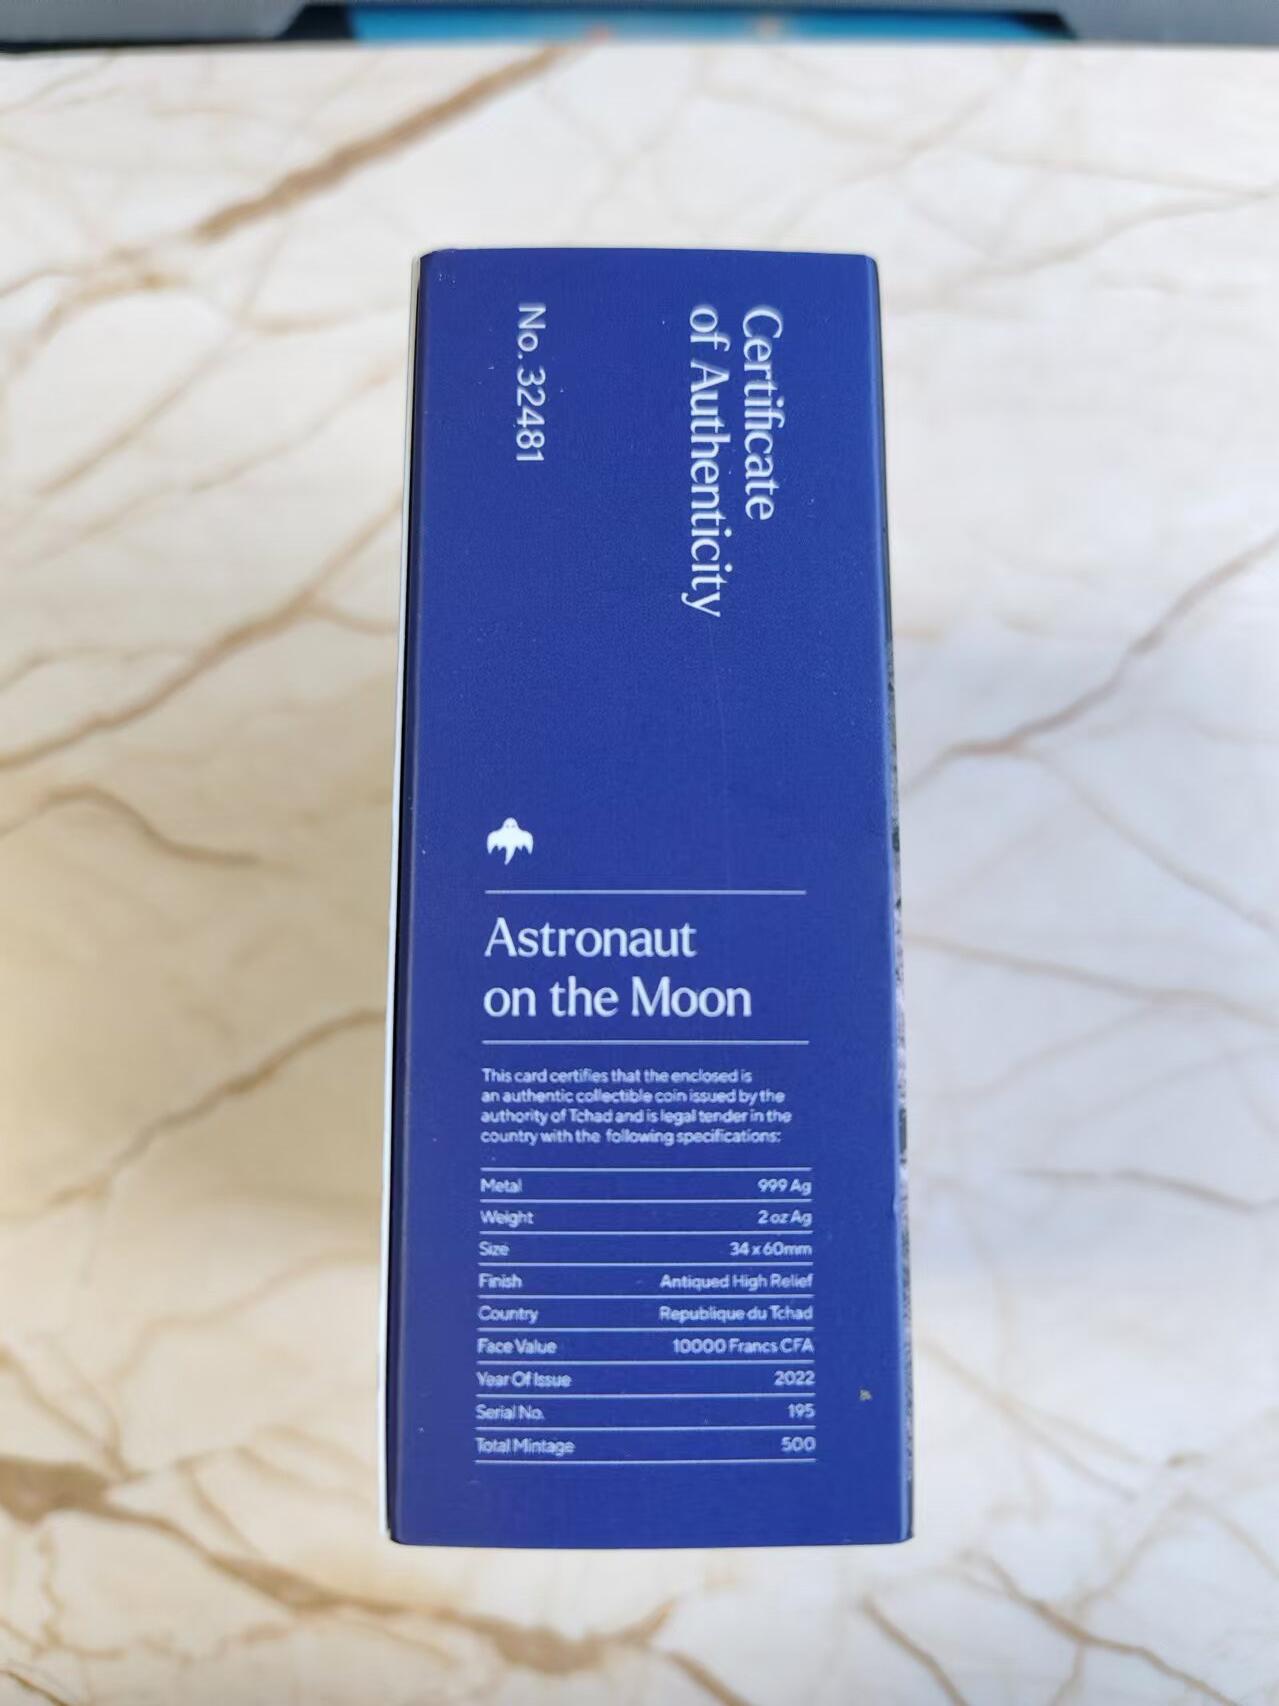 Certificate
of Authenticity
No. 32481
Astronaut
on the Moon
This card certifies that the enclosed is
an authentic collectible coin issued by the
authority of Tchad and is legal tender in the
country with the following specifications:
Metal 999 Ag
Weight 2 oz Ag
Size 34 x 60mm
Finish Antiqued High Relief
Country Republique du Tchad
Face Value 10000 Francs CFA
Year Of Issue 2022
Serial No. 195
Total Mintage 500